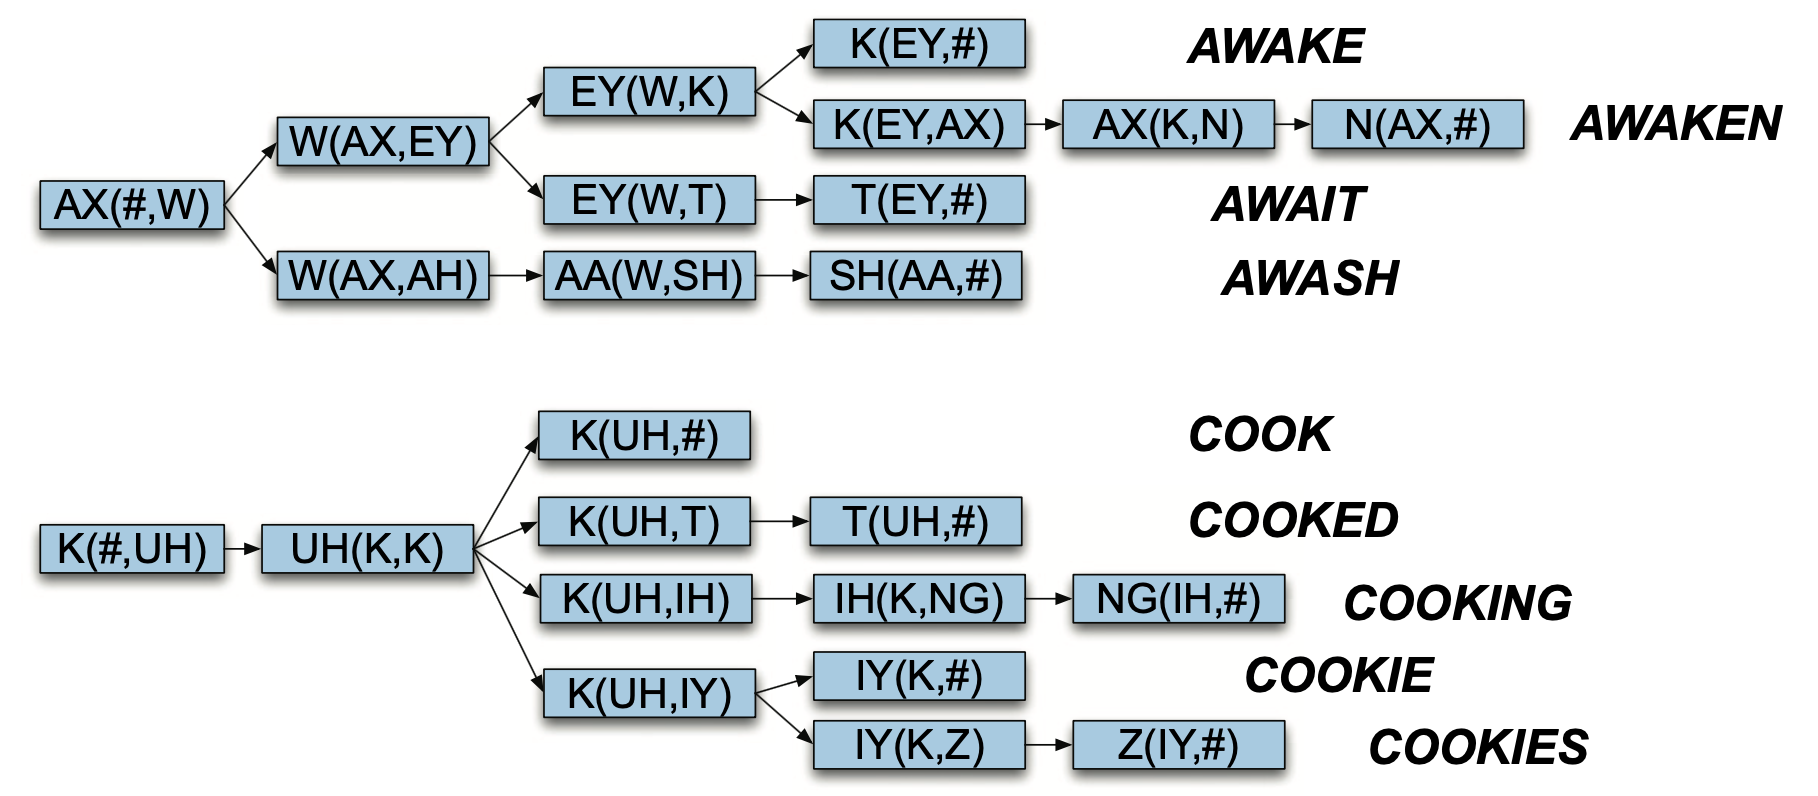 K(EY,#) AWAKE
EY(W,K)
K(EY,AX) AX(K,N) N(AX,#) AWAKEN
W(AX,EY)
AX(#,W)
EY(W,T) T(EY,#) AWAIT
W(AX,AH) AA(W,SH) SH(AA,#) AWASH
K(UH,#) COOK
K(UH,T) T(UH,#) COOKED
K(#,UH) UH(K,K)
K(UH,IH) IH(K,NG) NG(IH,#) COOKING
IY(K,#) COOKIE
K(UH,IY)
IY(K,Z) Z(IY,#) COOKIES